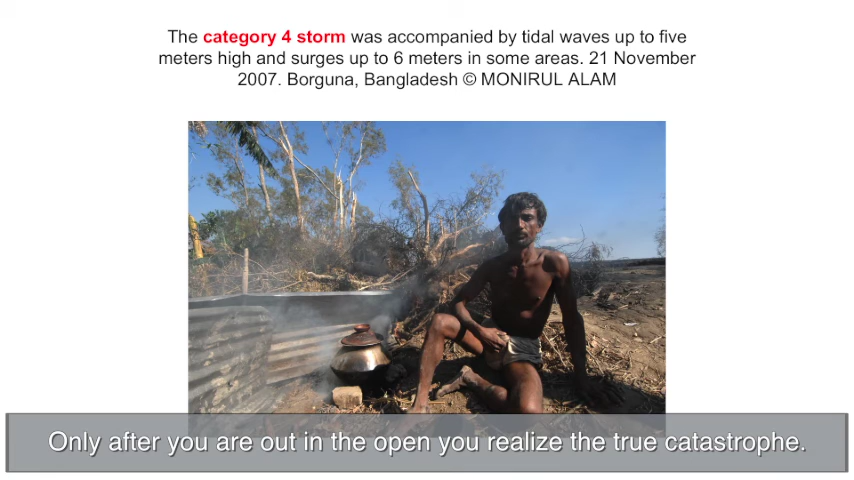 The category 4 storm was accompanied by tidal waves up to five
meters high and surges up to 6 meters in some areas. 21 November
2007. Borguna, Bangladesh © MONIRUL ALAM
Only after you are out in the open you realize the true catastrophe.